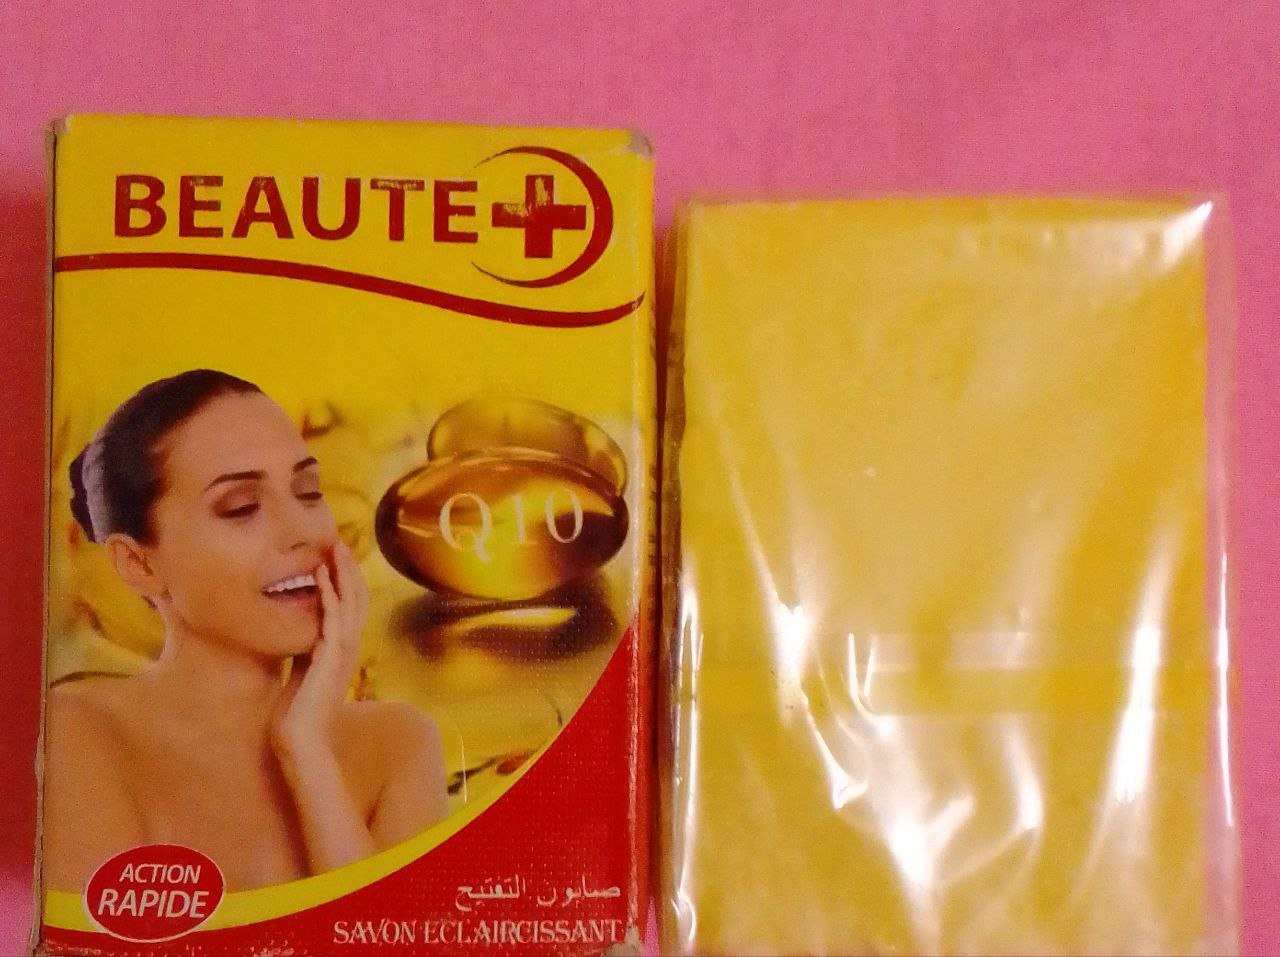 BEAUTE+
Q10
ACTION
RAPIDE
صابون التفتيح
SAVON ECLAIRCISSANT